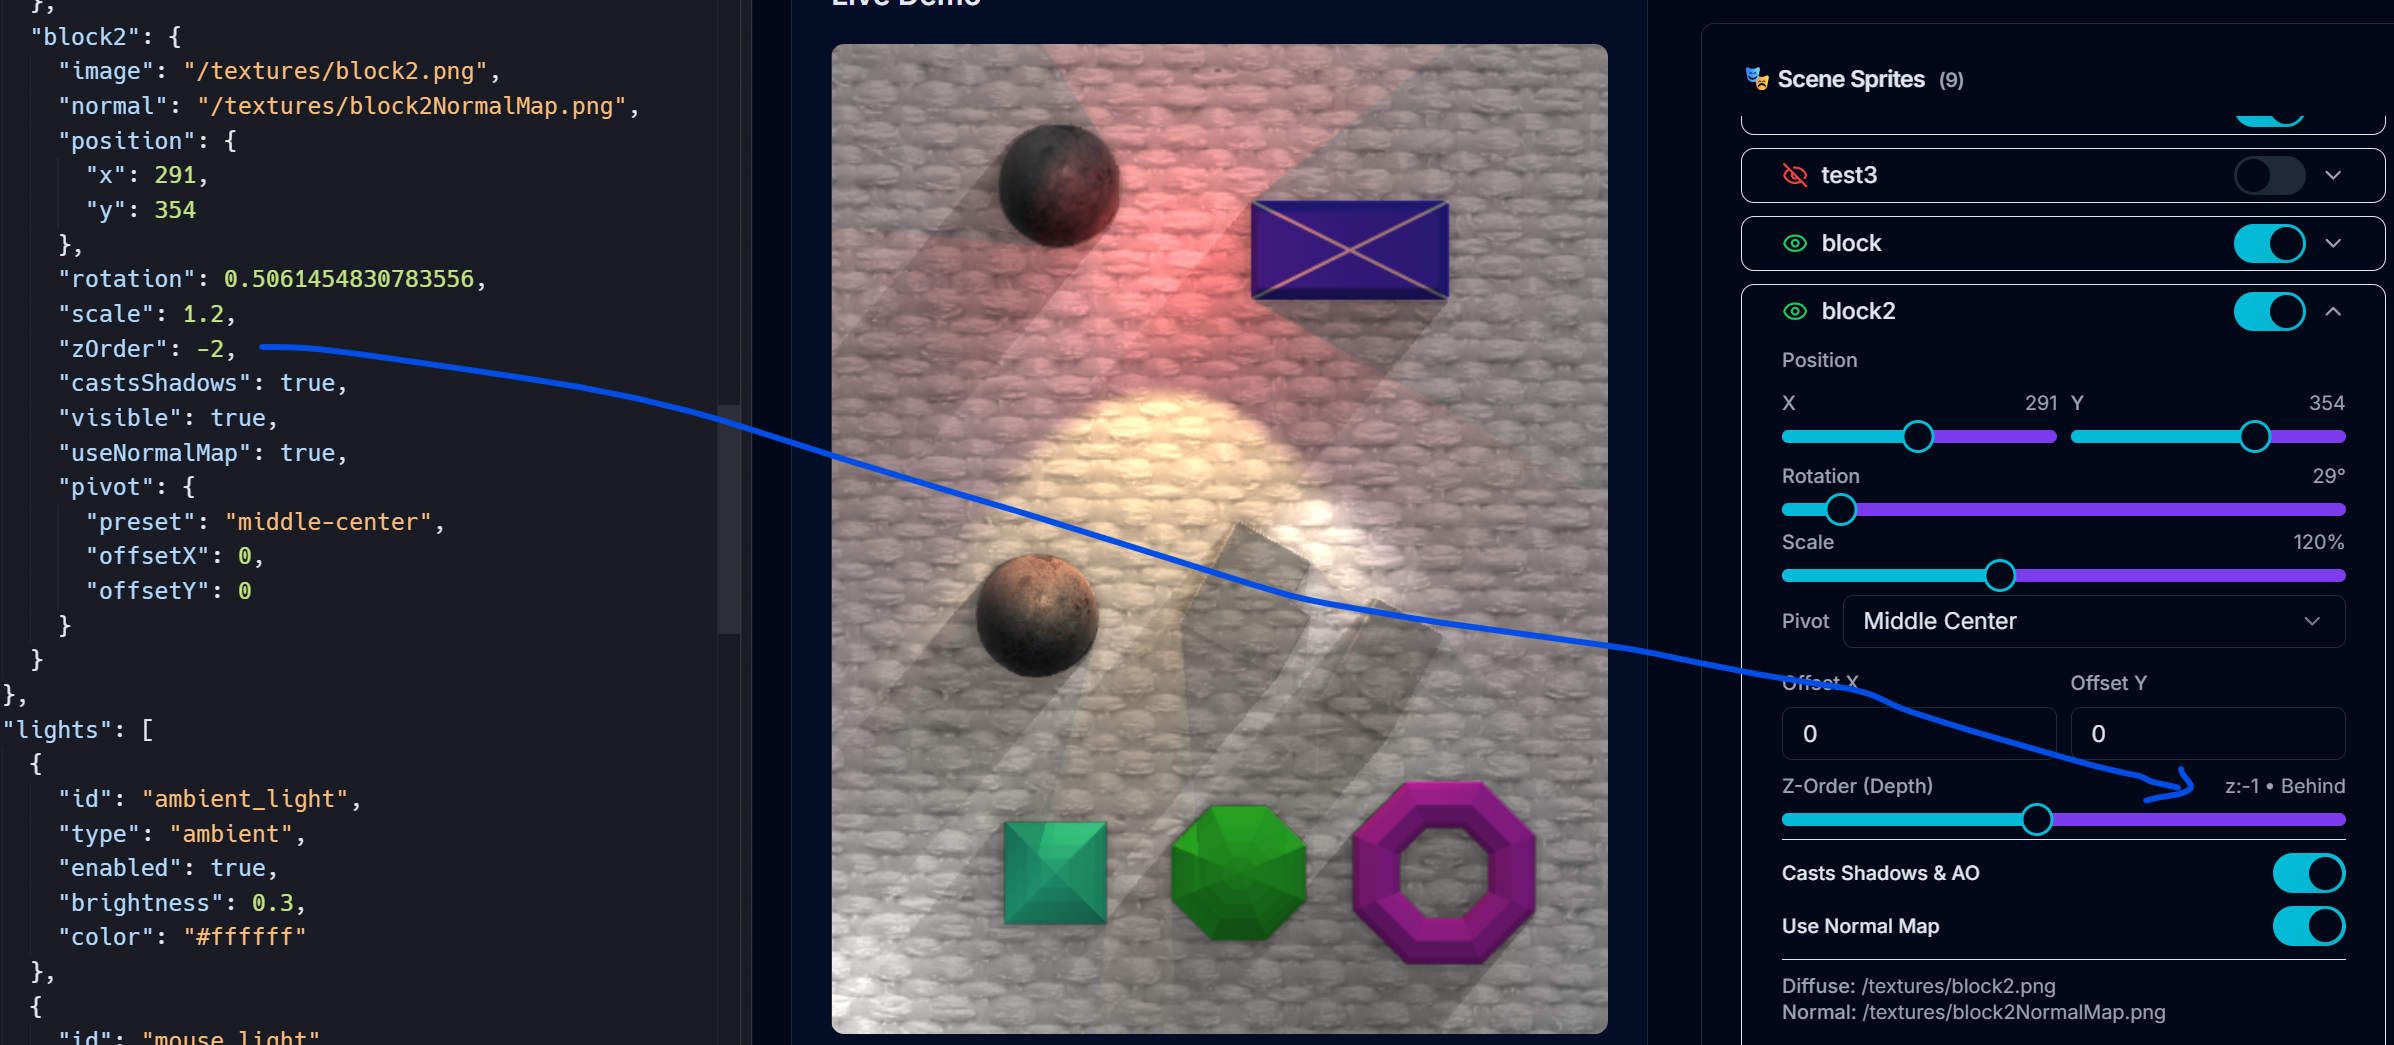 },
"block2": {
"image": "/textures/block2.png",
"normal": "/textures/block2NormalMap.png",
"position": {
"x": 291,
"y": 354
},
"rotation": 0.5061454830783556,
"scale": 1.2,
"zOrder": -2,
"castsShadows": true,
"visible": true,
"useNormalMap": true,
"pivot": {
"preset": "middle-center",
"offsetX": 0,
"offsetY": 0
}
}
},
"lights": [
{
"id": "ambient_light",
"type": "ambient",
"enabled": true,
"brightness": 0.3,
"color": "#ffffff"
},
{
"id": "mouse_light"
Live Demo
Scene Sprites (9)
test3
block
block2
Position
X 291 Y 354
Rotation 29°
Scale 120%
Pivot Middle Center
Offset X Offset Y
0 0
Z-Order (Depth) z:-1 • Behind
Casts Shadows & AO
Use Normal Map
Diffuse: /textures/block2.png
Normal: /textures/block2NormalMap.png